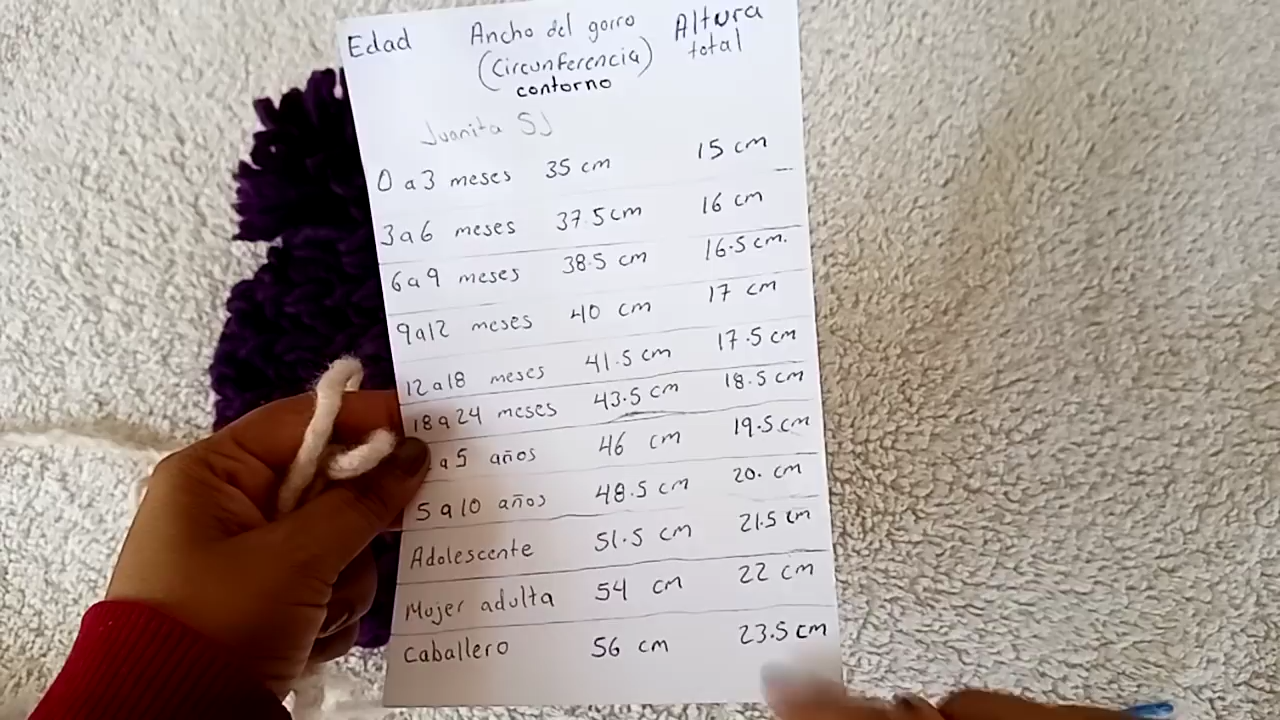 Edad Ancho del gorro Altura
(Circunferencia) total
contorno
Juanita SJ
0 a 3 meses 35 cm 15 cm
3 a 6 meses 37.5 cm 16 cm
6 a 9 meses 38.5 cm 16.5 cm.
9 a 12 meses 40 cm 17 cm
12 a 18 meses 41.5 cm 17.5 cm
18 a 24 meses 43.5 cm 18.5 cm
a 5 años 46 cm 19.5 cm
5 a 10 años 48.5 cm 20. cm
Adolescente 51.5 cm 21.5 cm
Mujer adulta 54 cm 22 cm
Caballero 56 cm 23.5 cm